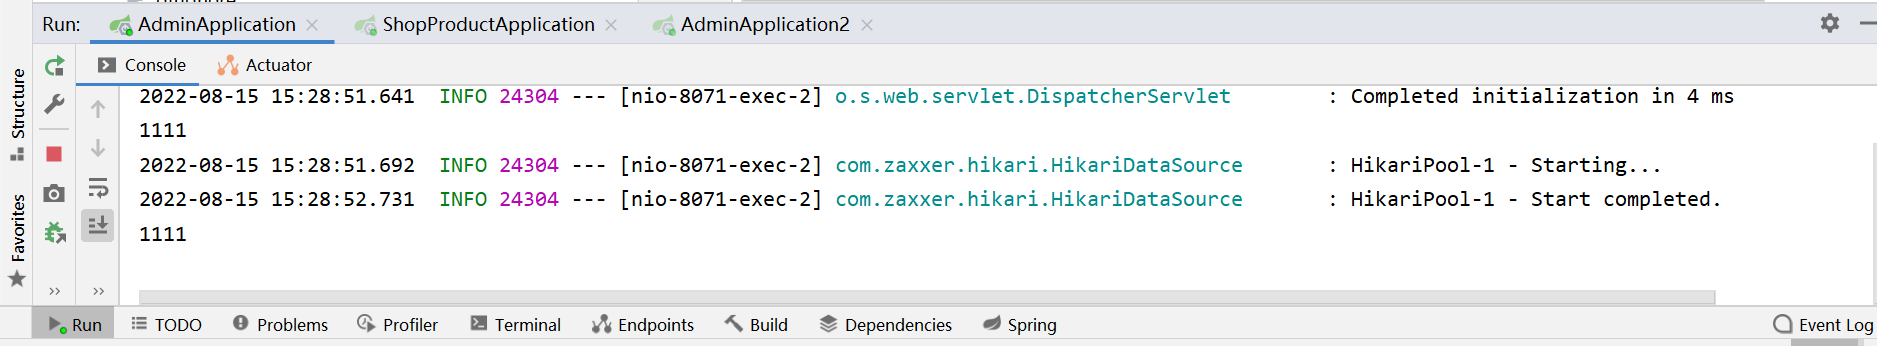 Run: AdminApplication ShopProductApplication AdminApplication2
Console Actuator
Structure
Favorites
2022-08-15 15:28:51.641  INFO 24304 --- [nio-8071-exec-2] o.s.web.servlet.DispatcherServlet        : Completed initialization in 4 ms
1111
2022-08-15 15:28:51.692  INFO 24304 --- [nio-8071-exec-2] com.zaxxer.hikari.HikariDataSource       : HikariPool-1 - Starting...
2022-08-15 15:28:52.731  INFO 24304 --- [nio-8071-exec-2] com.zaxxer.hikari.HikariDataSource       : HikariPool-1 - Start completed.
1111
Run TODO Problems Profiler Terminal Endpoints Build Dependencies Spring Event Log